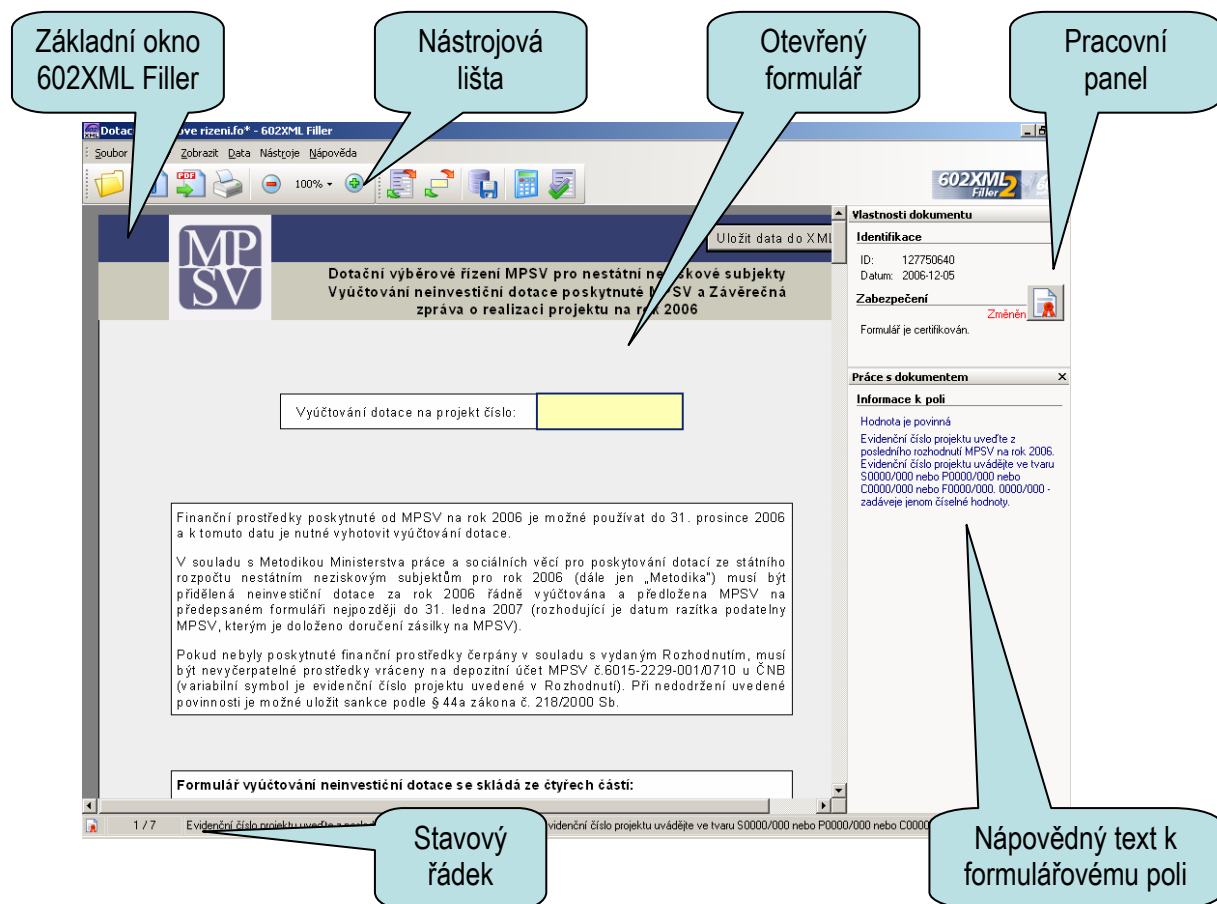 Základní okno
602XML Filler
Nástrojová
lišta
Otevřený
formulář
Pracovní
panel
Dotac ove rizeni.fo* - 602XML Filler
Soubor Zobrazit Data Nástroje Nápověda
PDF
100%
602XML
Filler 2
MP
SV
Uložit data do XML
Dotační výběrové řízení MPSV pro nestátní neziskové subjekty
Vyúčtování neinvestiční dotace poskytnuté MPSV a Závěrečná
zpráva o realizaci projektu na rok 2006
Vyúčtování dotace na projekt číslo:
Finanční prostředky poskytnuté od MPSV na rok 2006 je možné používat do 31. prosince 2006
a k tomuto datu je nutné vyhotovit vyúčtování dotace.
V souladu s Metodikou Ministerstva práce a sociálních věcí pro poskytování dotací ze státního
rozpočtu nestátním neziskovým subjektům pro rok 2006 (dále jen „Metodika") musí být
přidělená neinvestiční dotace za rok 2006 řádně vyúčtována a předložena MPSV na
předepsaném formuláři nejpozději do 31. ledna 2007 (rozhodující je datum razítka podatelny
MPSV, kterým je doloženo doručení zásilky na MPSV).
Pokud nebyly poskytnuté finanční prostředky čerpány v souladu s vydaným Rozhodnutím, musí
být nevyčerpatelné prostředky vráceny na depozitní účet MPSV č.6015-2229-001/0710 u ČNB
(variabilní symbol je evidenční číslo projektu uvedené v Rozhodnutí). Při nedodržení uvedené
povinnosti je možné uložit sankce podle § 44a zákona č. 218/2000 Sb.
Formulář vyúčtování neinvestiční dotace se skládá ze čtyřech částí:
Vlastnosti dokumentu
Identifikace
ID: 127750640
Datum: 2006-12-05
Zabezpečení
Změněn
Formulář je certifikován.
Práce s dokumentem
Informace k poli
Hodnota je povinná
Evidenční číslo projektu uveďte z
posledního rozhodnutí MPSV na rok 2006.
Evidenční číslo projektu uvádějte ve tvaru
S0000/000 nebo P0000/000 nebo
C0000/000 nebo F0000/000. 0000/000 -
zadáveje jenom číselné hodnoty.
1 / 7 Evidenční číslo projektu uveďte z videnční číslo projektu uvádějte ve tvaru S0000/000 nebo P0000/000 nebo C0000
Stavový
řádek
Nápovědný text k
formulářovému poli